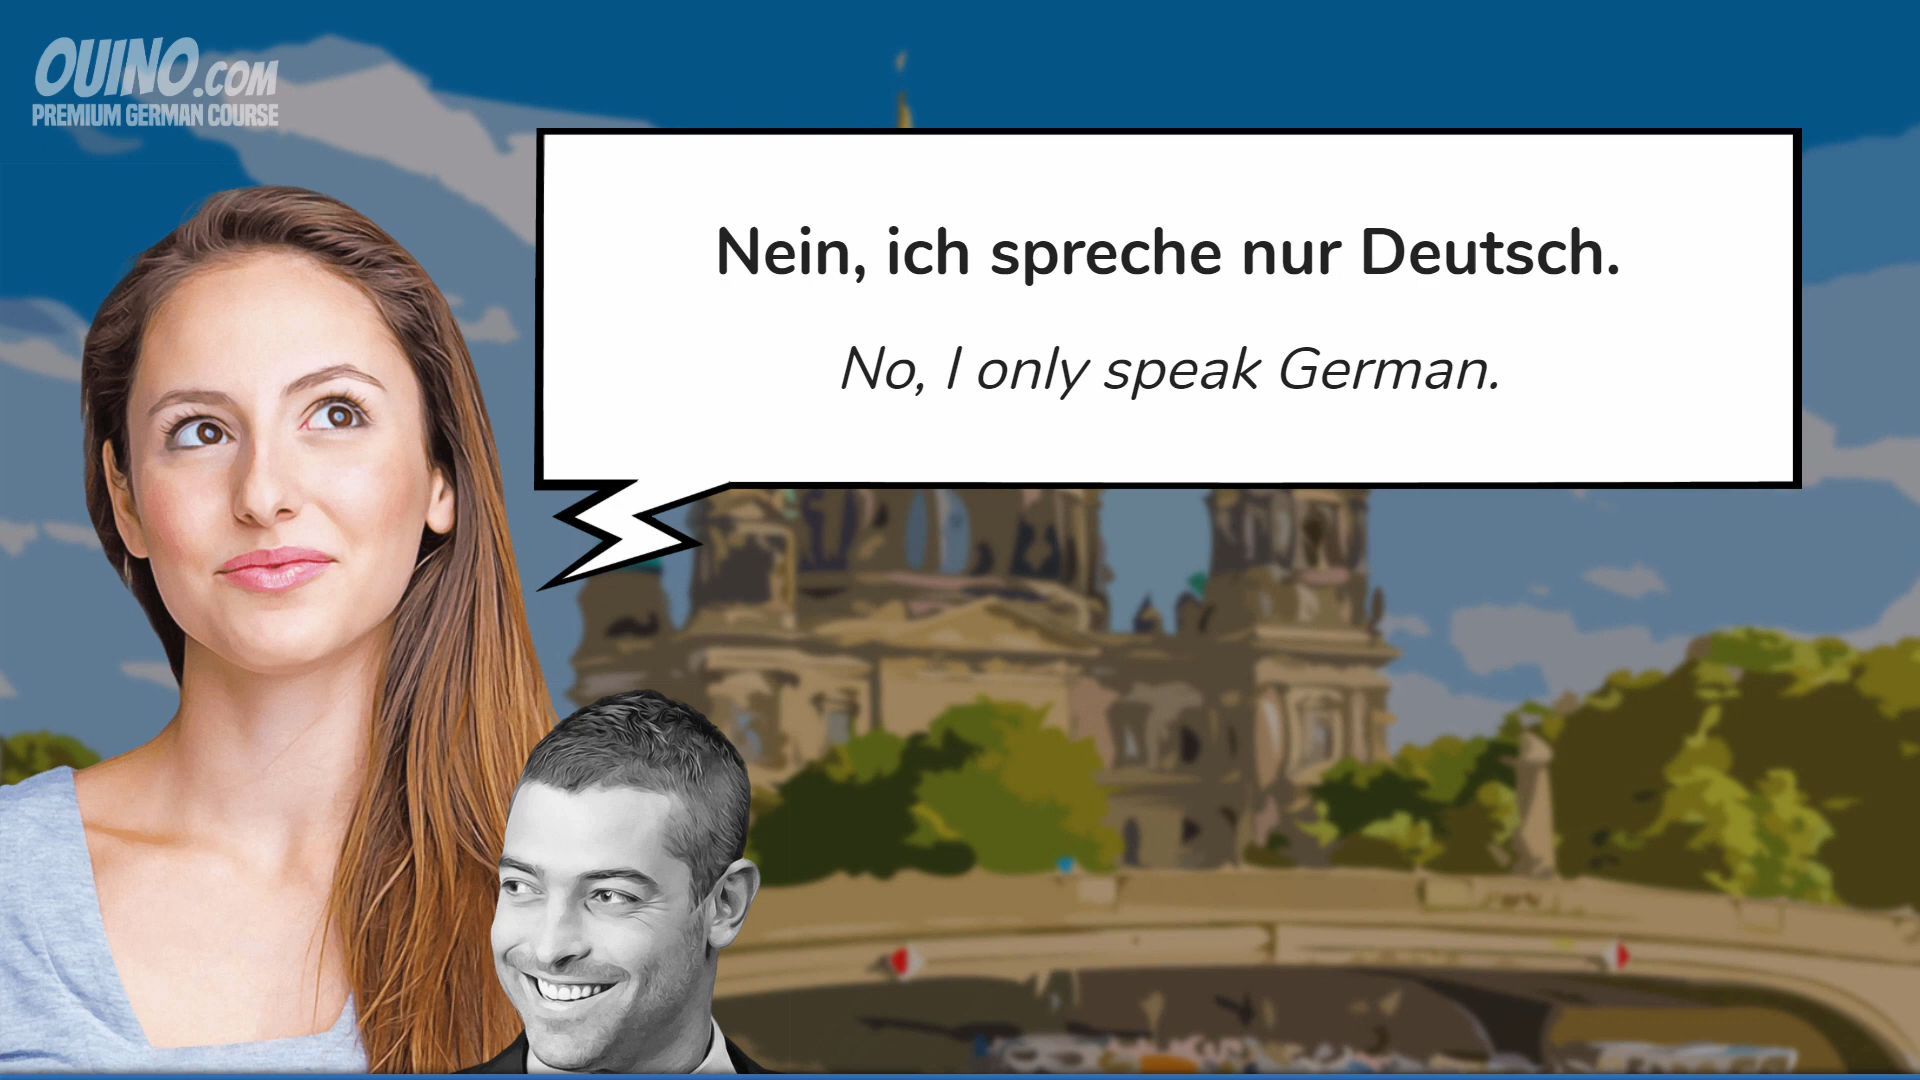 OUINO.COM
PREMIUM GERMAN COURSE
Nein, ich spreche nur Deutsch.
No, I only speak German.